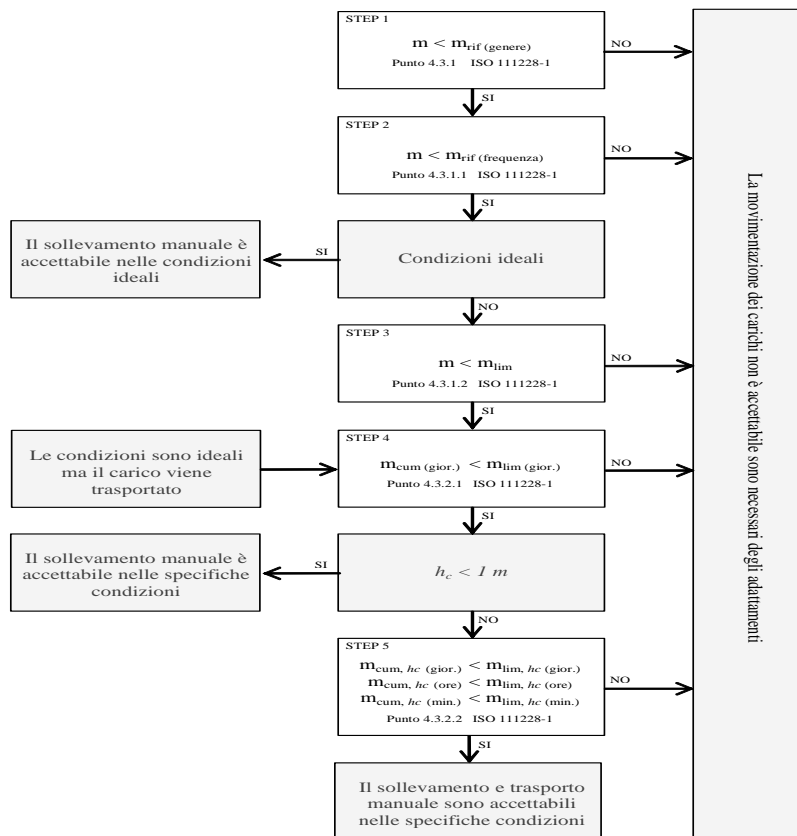 STEP 1
m < m rif (genere)
Punto 4.3.1 ISO 111228-1
NO
SI
STEP 2
m < m rif (frequenza)
Punto 4.3.1.1 ISO 111228-1
NO
SI
Il sollevamento manuale è
accettabile nelle condizioni
ideali
SI
Condizioni ideali
NO
STEP 3
m < m lim
Punto 4.3.1.2 ISO 111228-1
NO
SI
Le condizioni sono ideali
ma il carico viene
trasportato
STEP 4
m cum (gior.) < m lim (gior.)
Punto 4.3.2.1 ISO 111228-1
NO
SI
Il sollevamento manuale è
accettabile nelle specifiche
condizioni
SI
h c < 1 m
NO
STEP 5
m cum, hc (gior.) < m lim, hc (gior.)
m cum, hc (ore) < m lim, hc (ore)
m cum, hc (min.) < m lim, hc (min.)
Punto 4.3.2.2 ISO 111228-1
NO
SI
Il sollevamento e trasporto
manuale sono accettabili
nelle specifiche condizioni
La movimentazione dei carichi non è accettabile sono necessari degli adattamenti